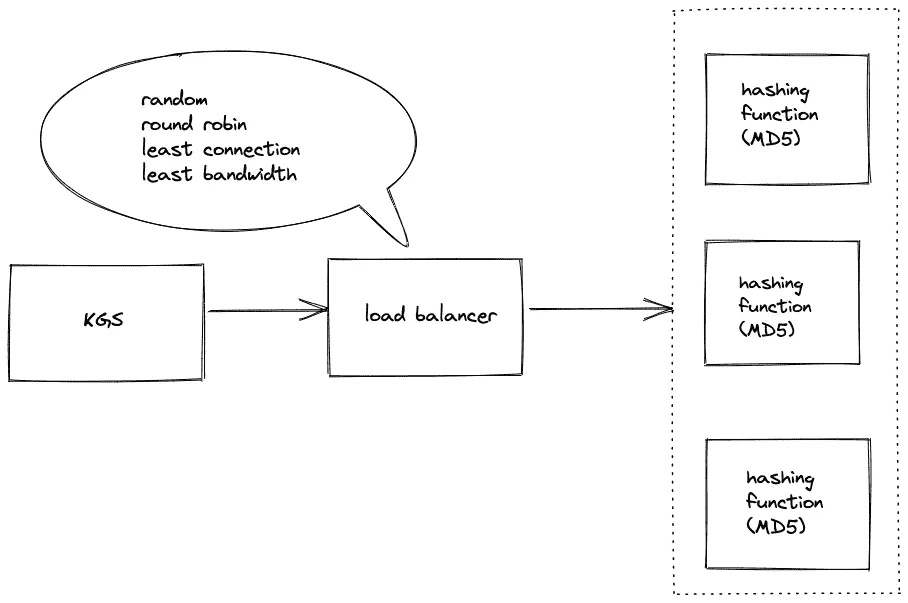 random
round robin
least connection
least bandwidth
KGS
load balancer
hashing
function
(MD5)
hashing
function
(MD5)
hashing
function
(MD5)